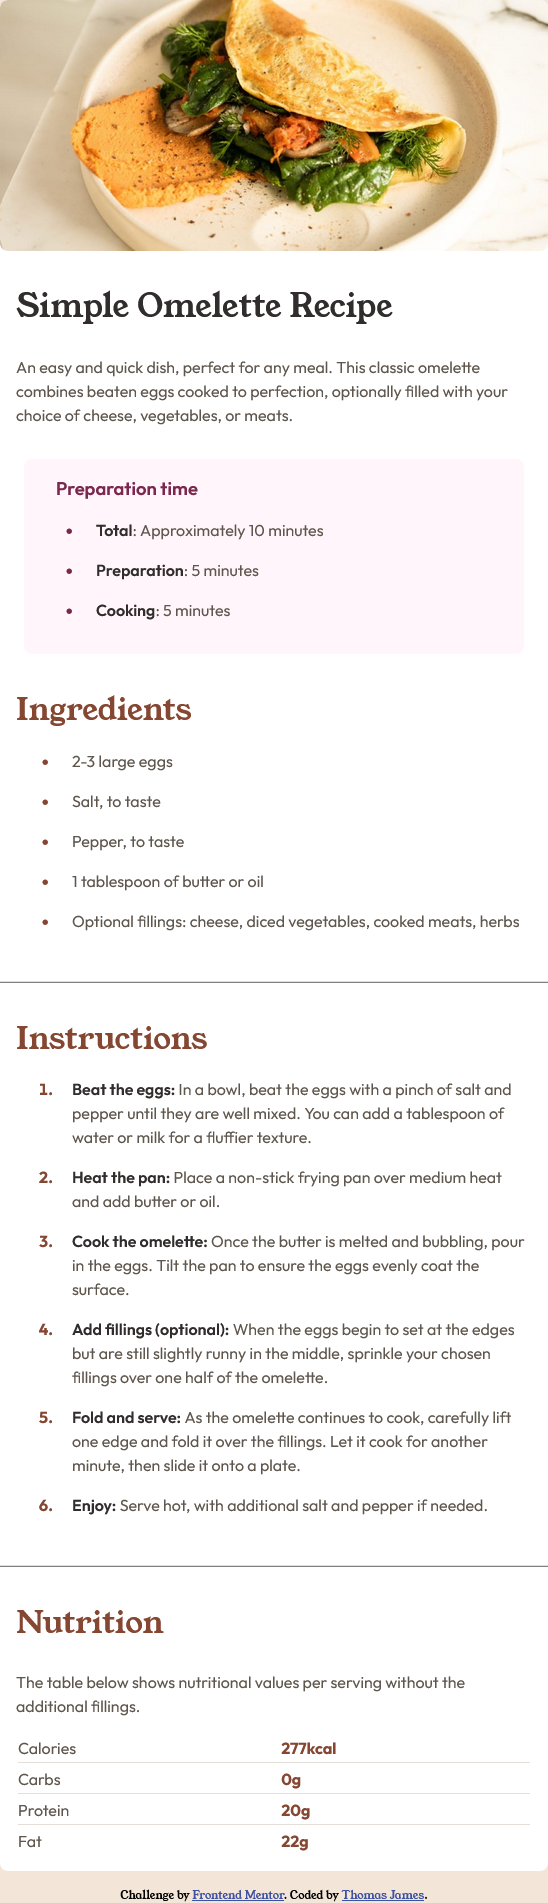 Simple Omelette Recipe
An easy and quick dish, perfect for any meal. This classic omelette
combines beaten eggs cooked to perfection, optionally filled with your
choice of cheese, vegetables, or meats.
Preparation time
• Total: Approximately 10 minutes
• Preparation: 5 minutes
• Cooking: 5 minutes
Ingredients
• 2-3 large eggs
• Salt, to taste
• Pepper, to taste
• 1 tablespoon of butter or oil
• Optional fillings: cheese, diced vegetables, cooked meats, herbs
Instructions
1. Beat the eggs: In a bowl, beat the eggs with a pinch of salt and
pepper until they are well mixed. You can add a tablespoon of
water or milk for a fluffier texture.
2. Heat the pan: Place a non-stick frying pan over medium heat
and add butter or oil.
3. Cook the omelette: Once the butter is melted and bubbling, pour
in the eggs. Tilt the pan to ensure the eggs evenly coat the
surface.
4. Add fillings (optional): When the eggs begin to set at the edges
but are still slightly runny in the middle, sprinkle your chosen
fillings over one half of the omelette.
5. Fold and serve: As the omelette continues to cook, carefully lift
one edge and fold it over the fillings. Let it cook for another
minute, then slide it onto a plate.
6. Enjoy: Serve hot, with additional salt and pepper if needed.
Nutrition
The table below shows nutritional values per serving without the
additional fillings.
Calories 277kcal
Carbs 0g
Protein 20g
Fat 22g
Challenge by Frontend Mentor. Coded by Thomas James.